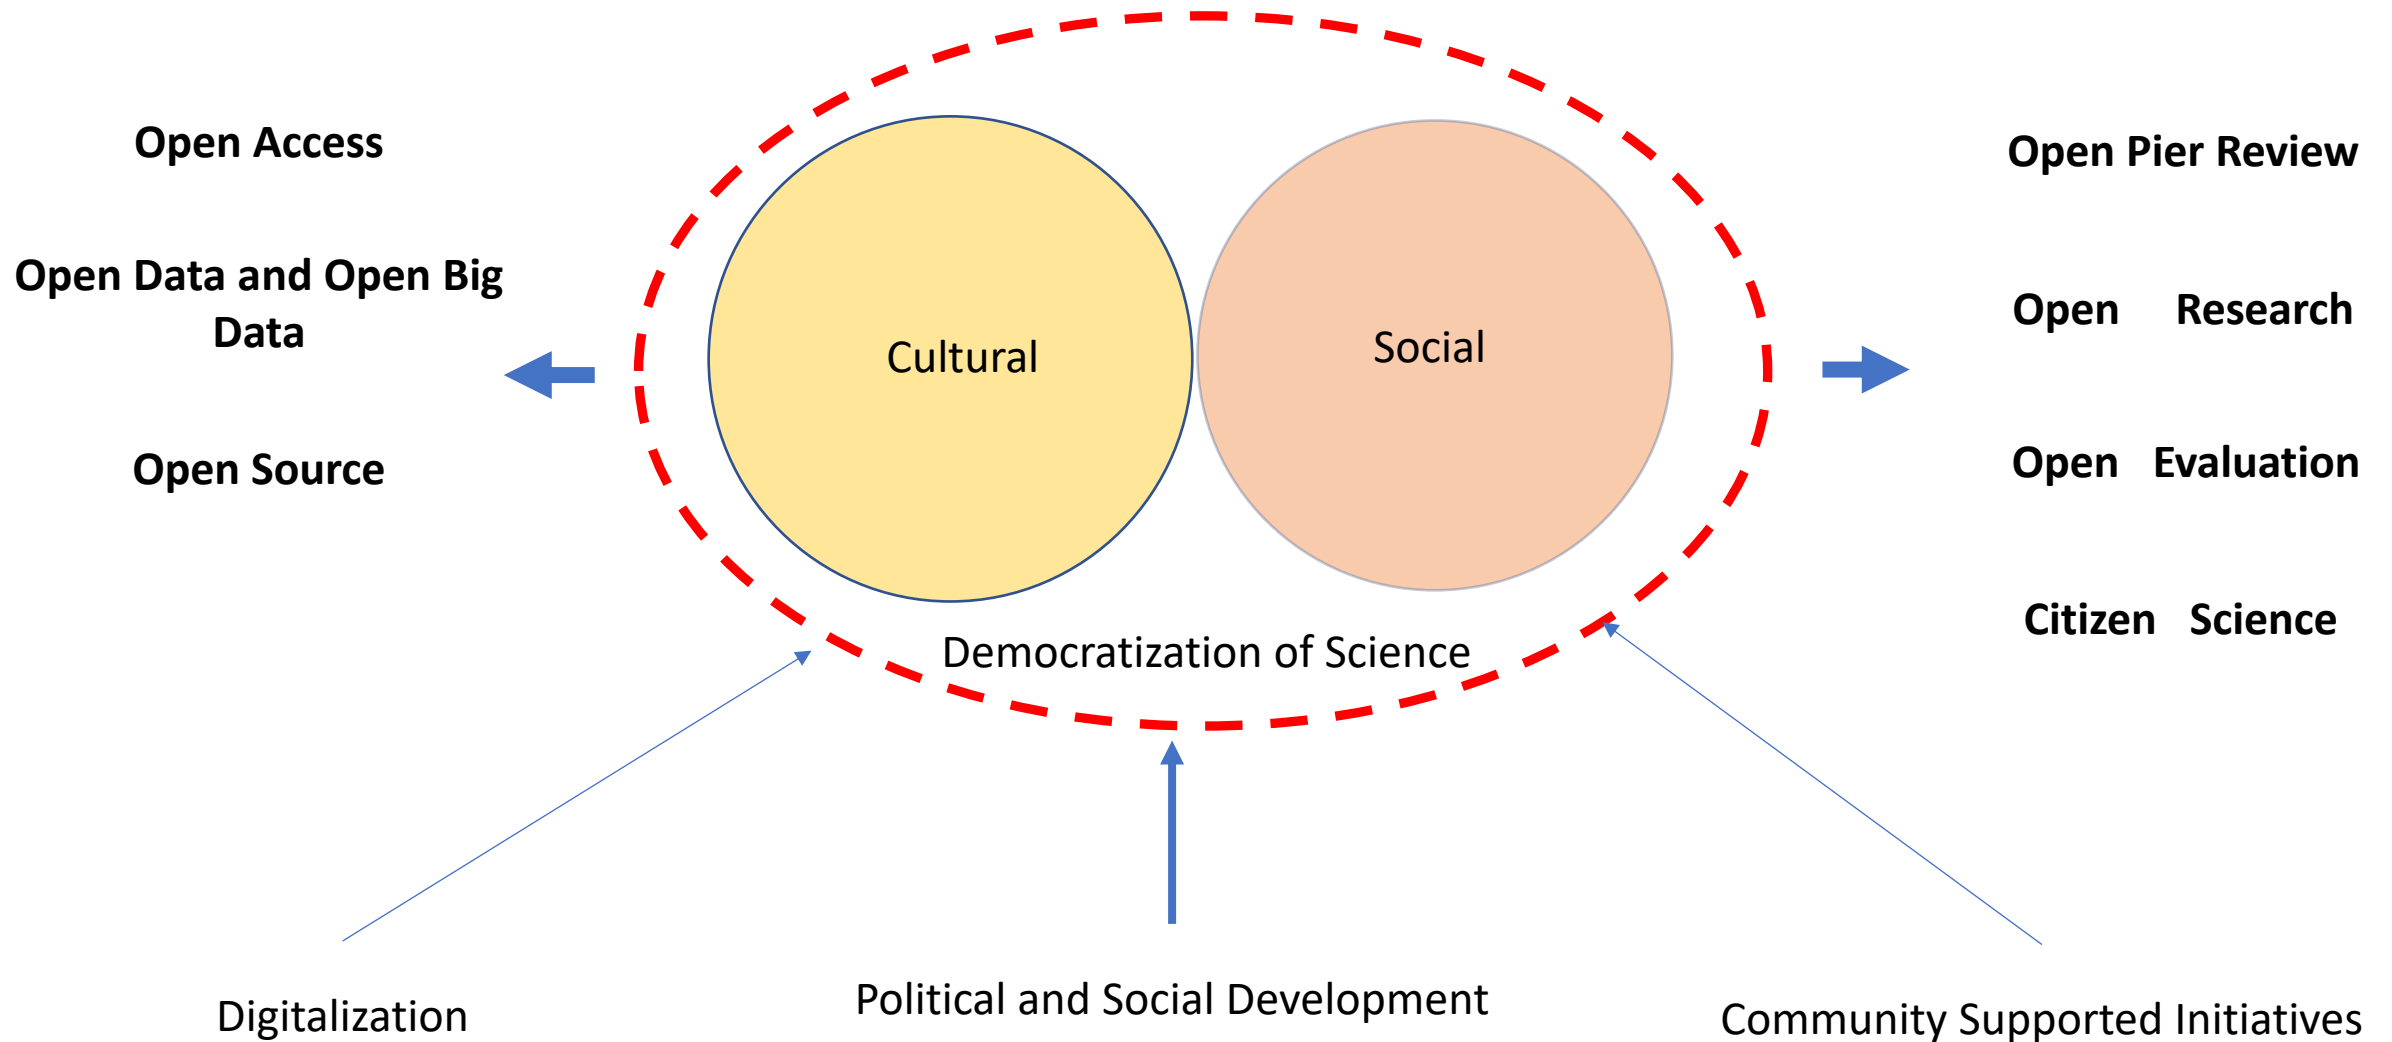 Open Access
Open Data and Open Big
Data
Open Source
Cultural
Social
Democratization of Science
Open Pier Review
Open Research
Open Evaluation
Citizen Science
Digitalization
Political and Social Development
Community Supported Initiatives